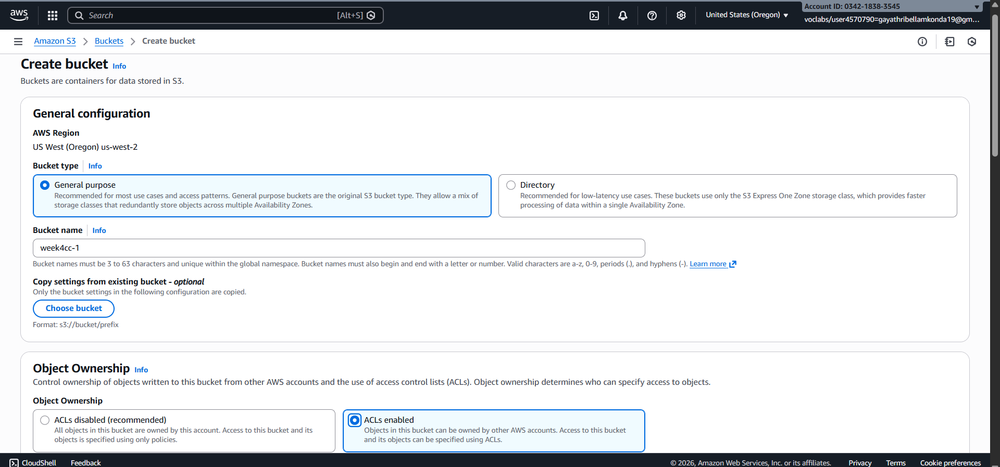 aws
Search [Alt+S]
United States (Oregon)
Account ID: 0342-1838-3545
voclabs/user4570790=gayathribellamkonda19@gm...
Amazon S3 > Buckets > Create bucket
Create bucket Info
Buckets are containers for data stored in S3.
General configuration
AWS Region
US West (Oregon) us-west-2
Bucket type Info
General purpose
Recommended for most use cases and access patterns. General purpose buckets are the original S3 bucket type. They allow a mix of
storage classes that redundantly store objects across multiple Availability Zones.
Directory
Recommended for low-latency use cases. These buckets use only the S3 Express One Zone storage class, which provides faster
processing of data within a single Availability Zone.
Bucket name Info
week4cc-1
Bucket names must be 3 to 63 characters and unique within the global namespace. Bucket names must also begin and end with a letter or number. Valid characters are a-z, 0-9, periods (.), and hyphens (-). Learn more
Copy settings from existing bucket - optional
Only the bucket settings in the following configuration are copied.
Choose bucket
Format: s3://bucket/prefix
Object Ownership Info
Control ownership of objects written to this bucket from other AWS accounts and the use of access control lists (ACLs). Object ownership determines who can specify access to objects.
Object Ownership
ACLs disabled (recommended)
All objects in this bucket are owned by this account. Access to this bucket and its
objects is specified using only policies.
ACLs enabled
Objects in this bucket can be owned by other AWS accounts. Access to this bucket
and its objects can be specified using ACLs.
CloudShell Feedback © 2026, Amazon Web Services, Inc. or its affiliates. Privacy Terms Cookie preferences